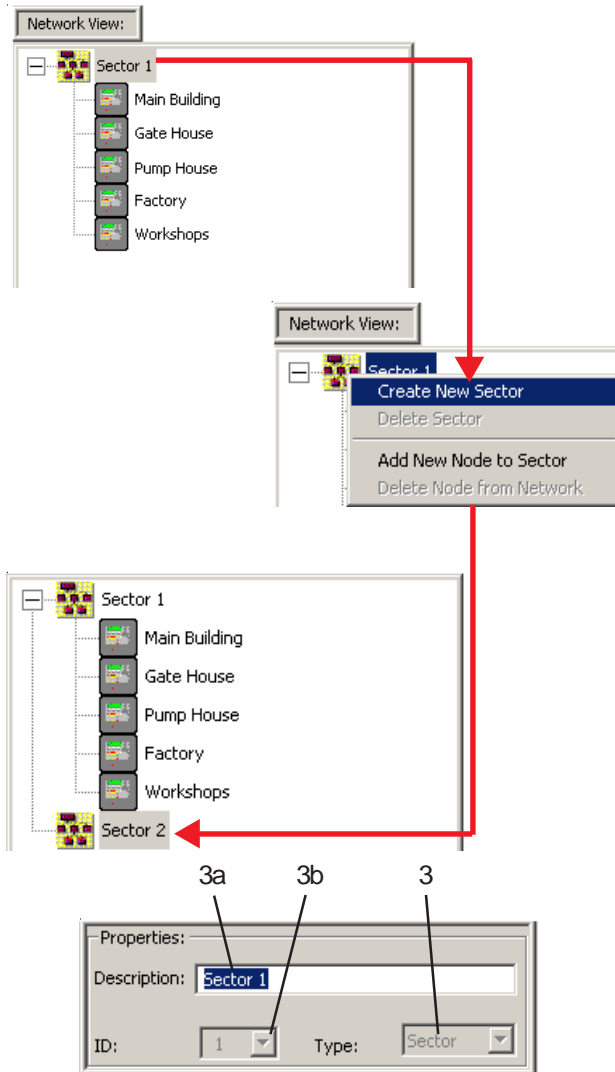 Network View:
Sector 1
Main Building
Gate House
Pump House
Factory
Workshops
Network View:
Sector 1
Create New Sector
Delete Sector
Add New Node to Sector
Delete Node from Network
Sector 1
Main Building
Gate House
Pump House
Factory
Workshops
Sector 2
3a 3b 3
Properties:
Description: Sector 1
ID: 1 Type: Sector